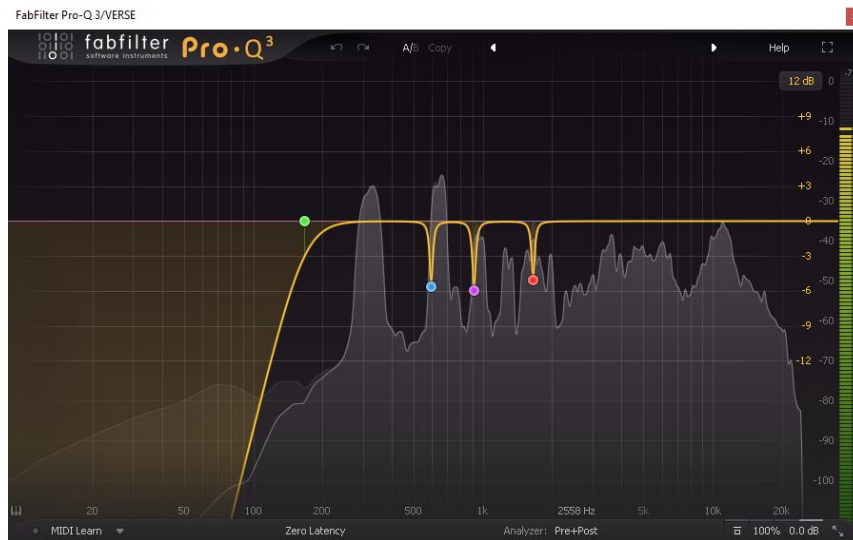 FabFilter Pro-Q 3/VERSE
fabfilter
software instruments
Pro·Q³
A/B Copy
Help
12 dB 0 -7
+9 -10
+6 -20
+3 -30
0 -40
-3 -50
-6 -60
-9 -70
-12 -80
-90
-100
20 50 100 200 500 1k 2558 Hz 5k 10k 20k
MIDI Learn Zero Latency Analyzer: Pre+Post 100% 0.0 dB